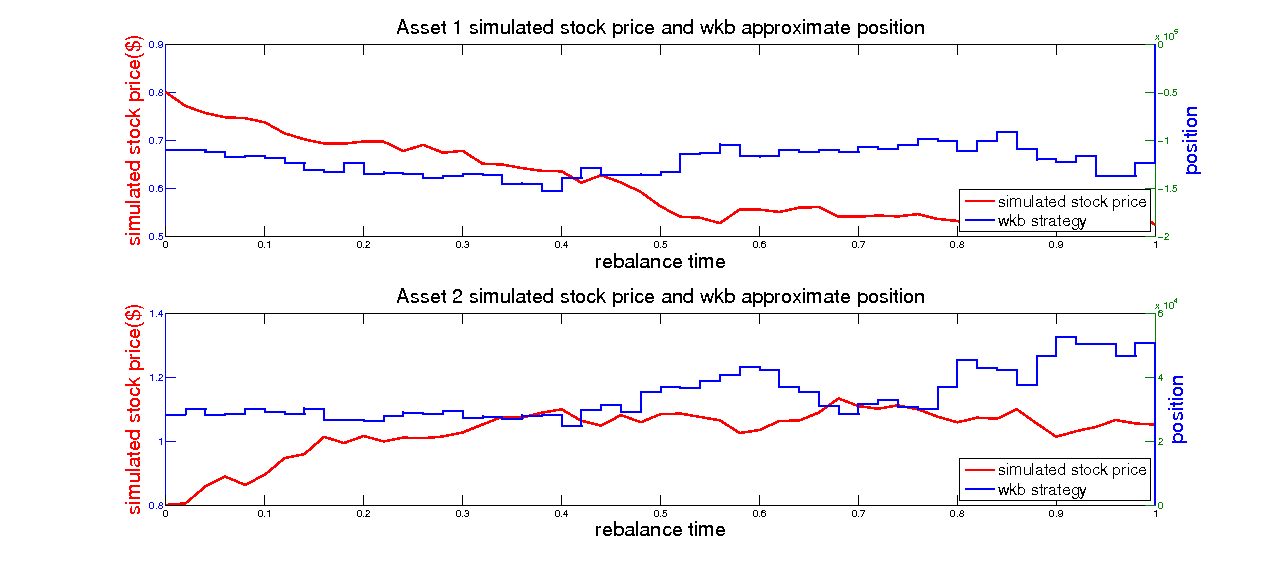 Asset 1 simulated stock price and wkb approximate position
x 10^5
simulated stock price($)
0.9
0.8
0.7
0.6
0.5
0
-0.5
-1
-1.5
-2
position
simulated stock price
wkb strategy
0 0.1 0.2 0.3 0.4 0.5 0.6 0.7 0.8 0.9 1
rebalance time
Asset 2 simulated stock price and wkb approximate position
x 10^4
simulated stock price($)
1.4
1.2
1
0.8
6
4
2
0
position
simulated stock price
wkb strategy
0 0.1 0.2 0.3 0.4 0.5 0.6 0.7 0.8 0.9 1
rebalance time